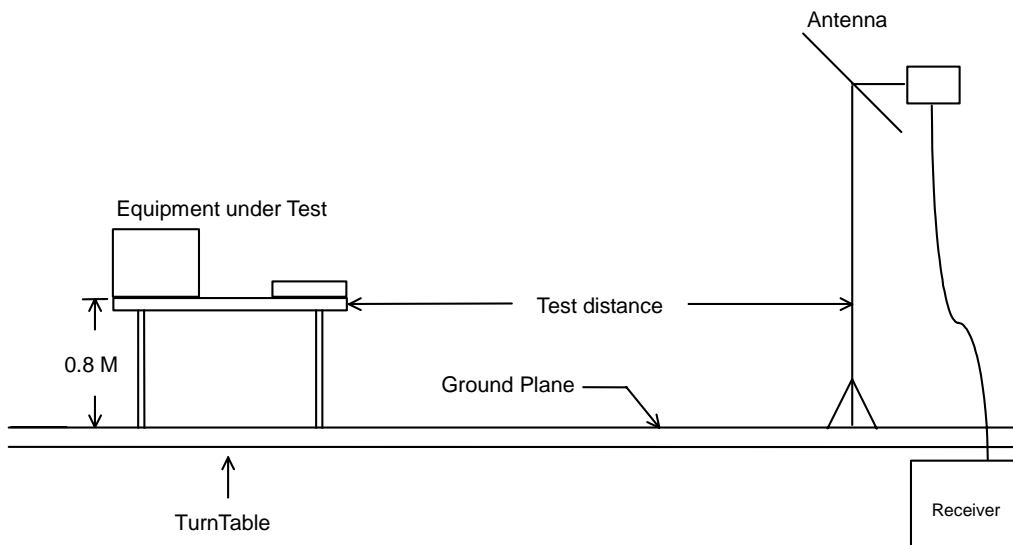 Antenna
Equipment under Test
Test distance
0.8 M
Ground Plane
TurnTable
Receiver